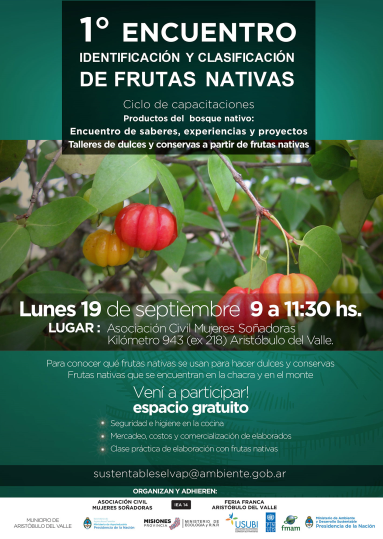 1° ENCUENTRO
IDENTIFICACIÓN Y CLASIFICACIÓN
DE FRUTAS NATIVAS
Ciclo de capacitaciones
Productos del bosque nativo:
Encuentro de saberes, experiencias y proyectos
Talleres de dulces y conservas a partir de frutas nativas
Lunes 19 de septiembre 9 a 11:30 hs.
LUGAR : Asociación Civil Mujeres Soñadoras
Kilómetro 943 (ex 218) Aristóbulo del Valle.
Para conocer qué frutas nativas se usan para hacer dulces y conservas
Frutas nativas que se encuentran en la chacra y en el monte
Vení a participar!
espacio gratuito
Seguridad e higiene en la cocina
Mercadeo, costos y comercialización de elaborados
Clase práctica de elaboración con frutas nativas
sustentableselvap@ambiente.gob.ar
ORGANIZAN Y ADHIEREN:
ASOCIACIÓN CIVIL
MUJERES SOÑADORAS
IEA 14
FERIA FRANCA
ARISTÓBULO DEL VALLE
MUNICIPIO DE
ARISTÓBULO DEL VALLE
Presidencia de la Nación
MISIONES
PROVINCIA
MINISTERIO DE
ECOLOGÍA y R.N.R
USUBI
fmam
Ministerio de Ambiente
y Desarrollo Sustentable
Presidencia de la Nación